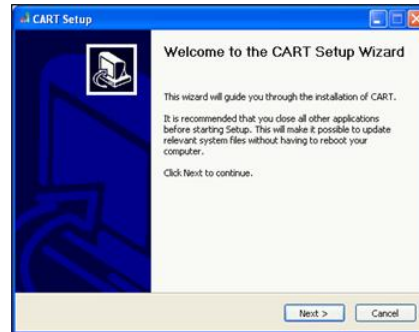 CART Setup
Welcome to the CART Setup Wizard
This wizard will guide you through the installation of CART.
It is recommended that you close all other applications
before starting Setup. This will make it possible to update
relevant system files without having to reboot your
computer.
Click Next to continue.
Next >
Cancel